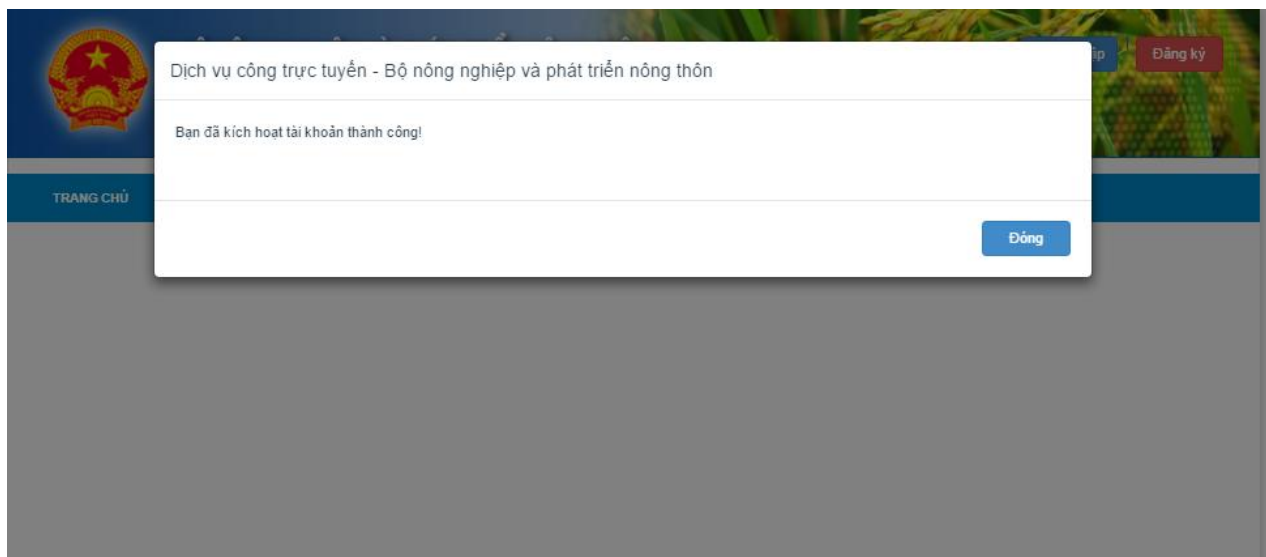 Dịch vụ công trực tuyến - Bộ nông nghiệp và phát triển nông thôn
Đăng ký
Bạn đã kích hoạt tài khoản thành công!
TRANG CHỦ
Đóng